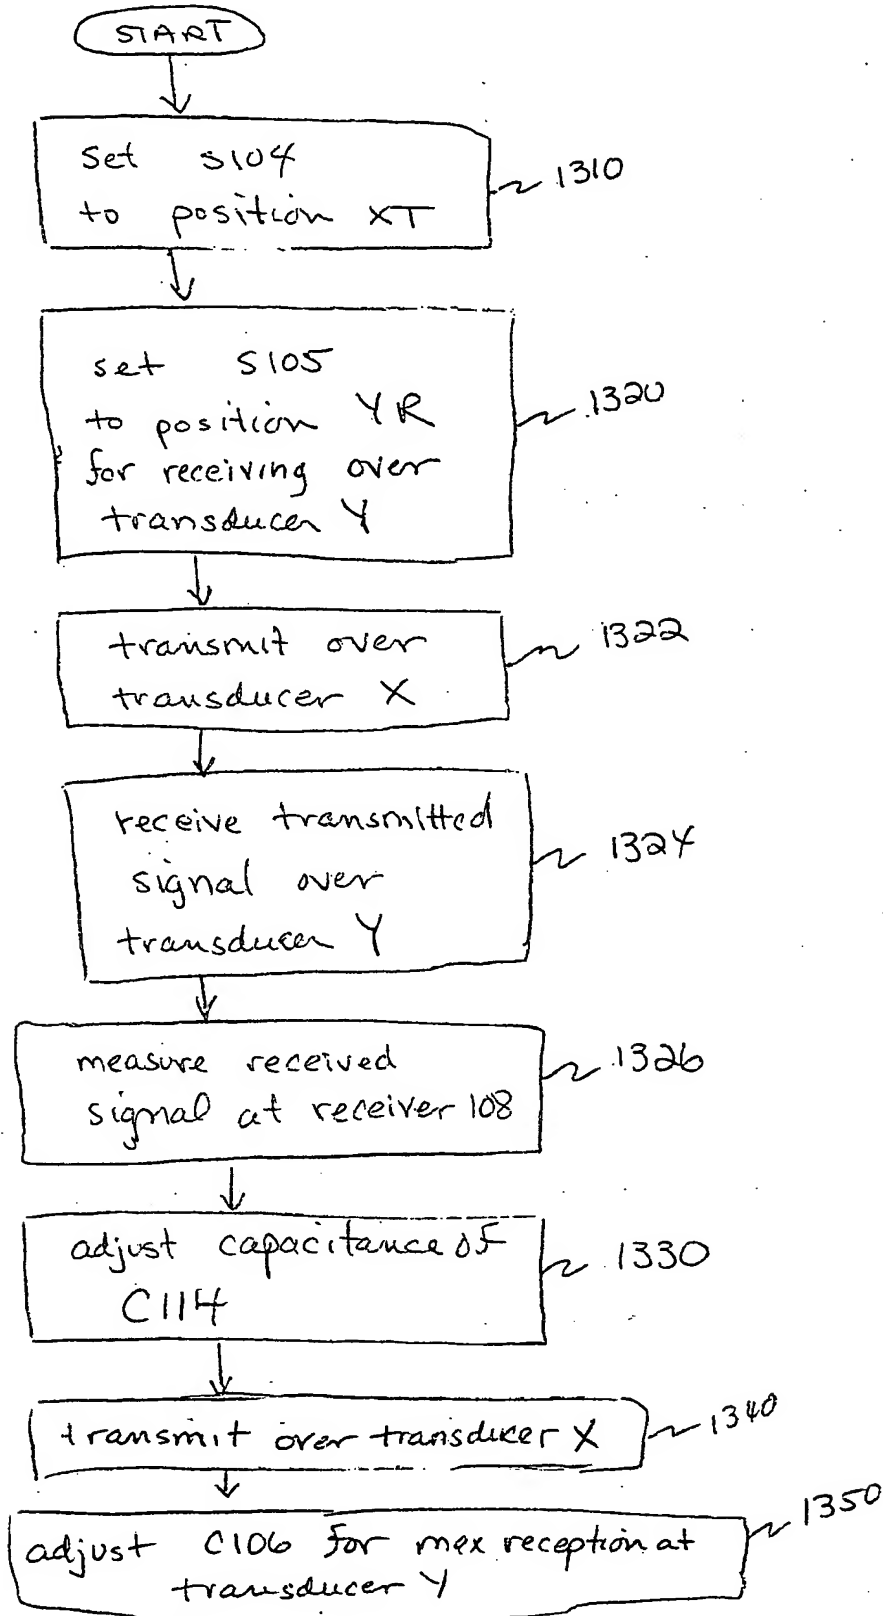 START
set S104
to position XT
1310
set S105
to position YR
for receiving over
transducer Y
1320
transmit over
transducer X
1322
receive transmitted
signal over
transducer Y
1324
measure received
signal at receiver 108
1326
adjust capacitance of
C114
1330
transmit over transducer X
1340
adjust C106 for mex reception at
transducer Y
1350